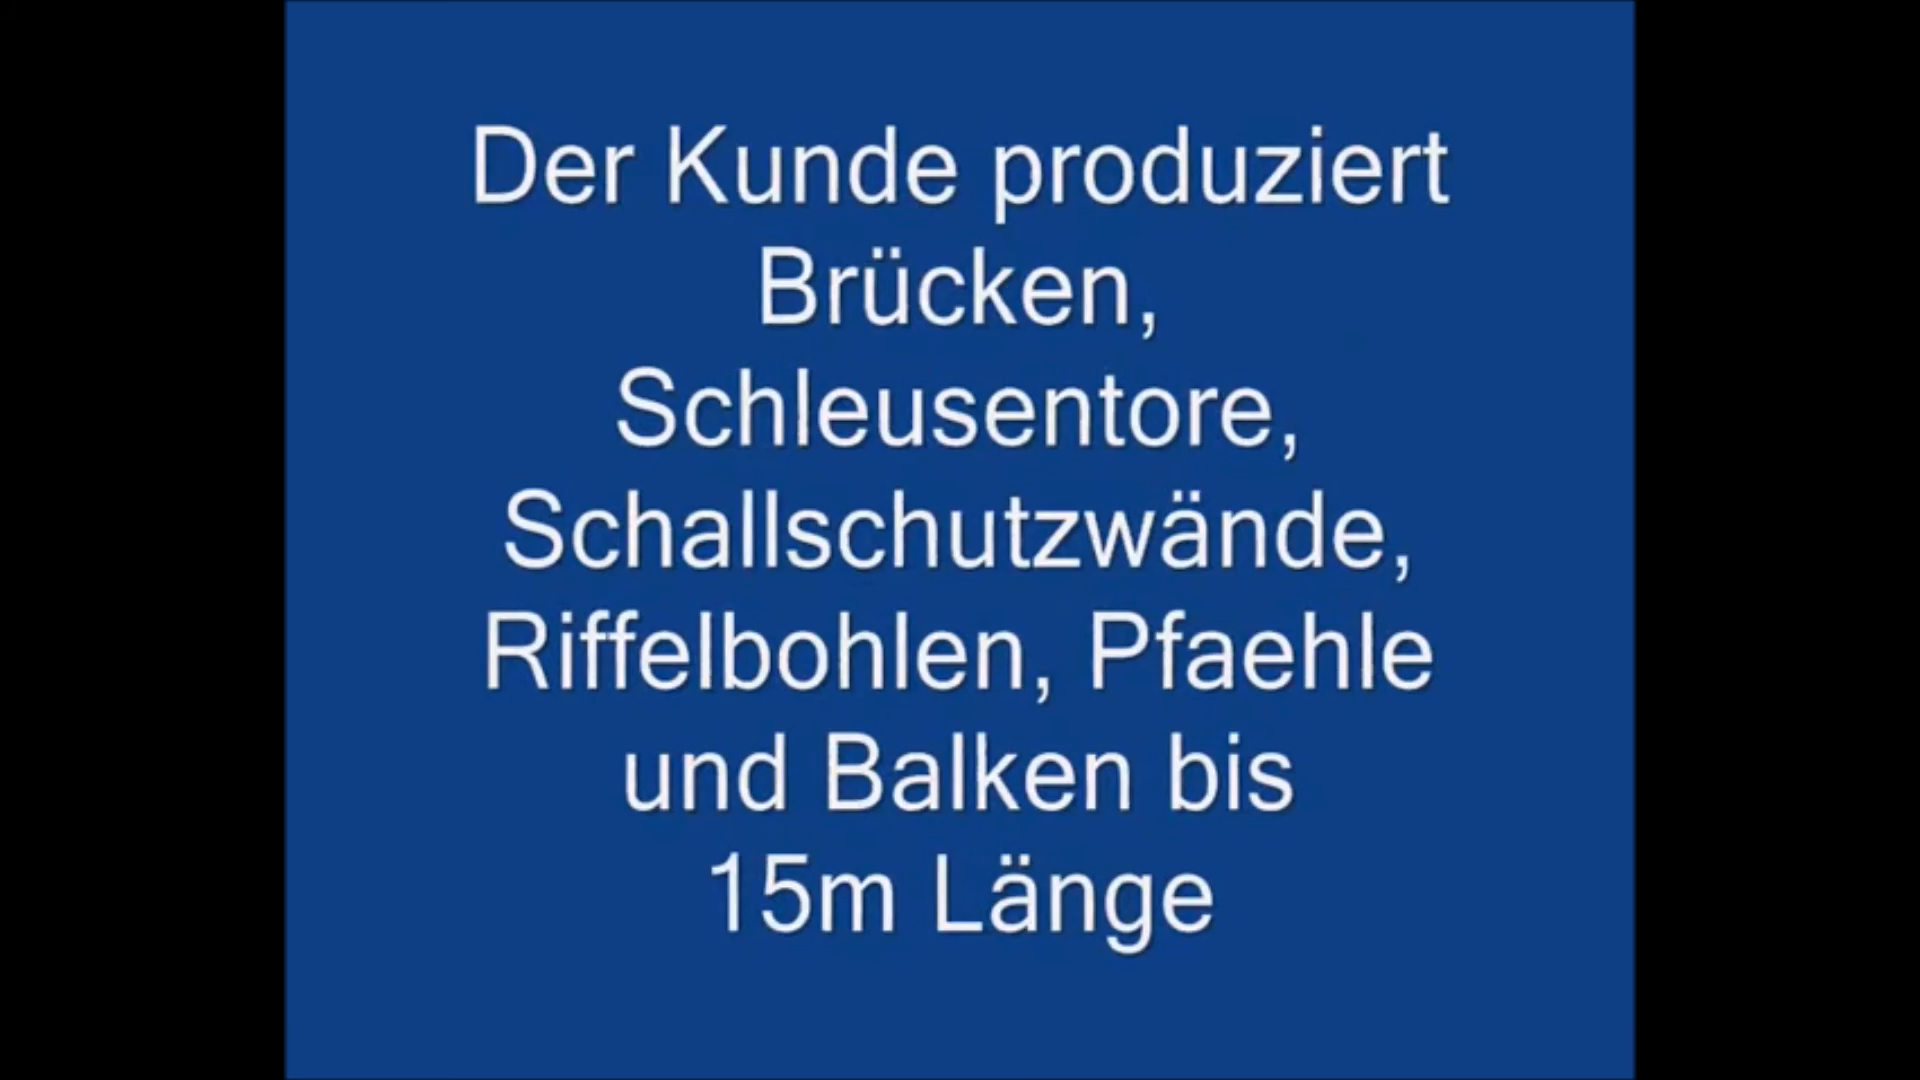 Der Kunde produziert
Brücken,
Schleusentore,
Schallschutzwände,
Riffelbohlen, Pfaehle
und Balken bis
15m Länge